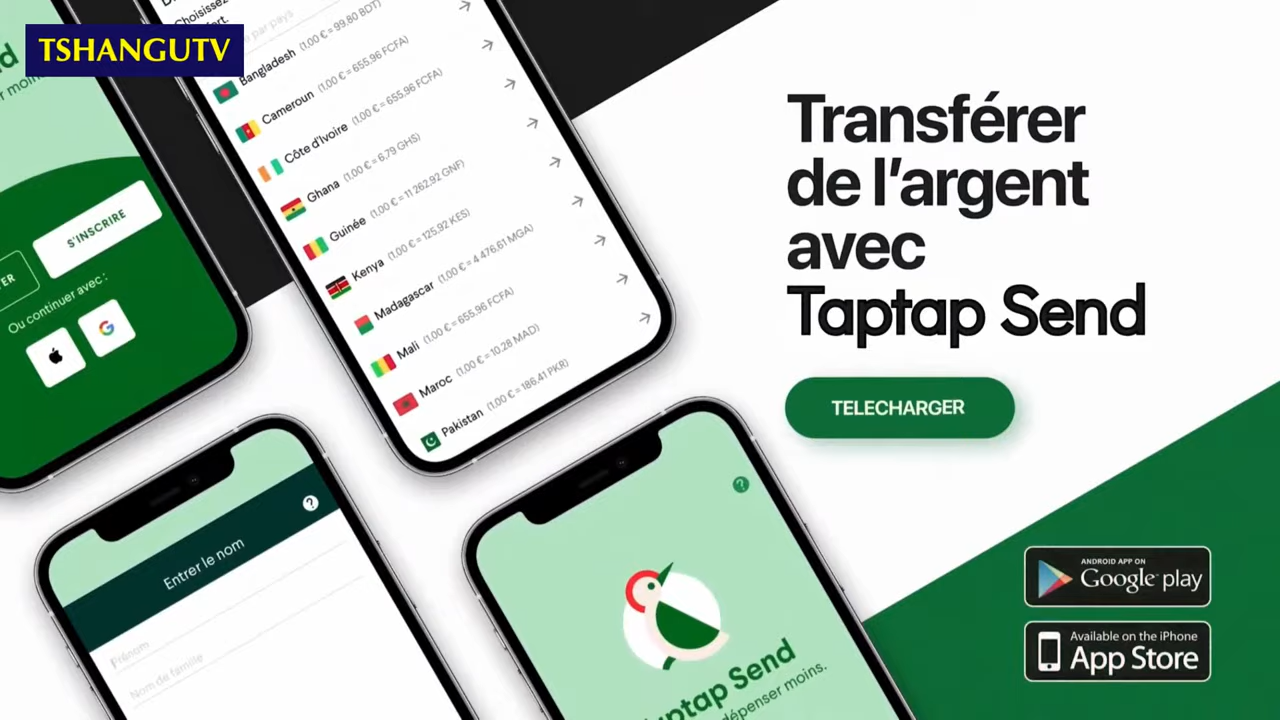 TSHANGUTV
Choisissez
par pays
Bangladesh (1.00 € = 99,80 BDT)
Cameroun (1.00 € = 655,96 FCFA)
Côte d'Ivoire (1.00 € = 655,96 FCFA)
Ghana (1.00 € = 6,79 GHS)
Guinée (1.00 € = 11 262,92 GNF)
Kenya (1.00 € = 125,92 KES)
Madagascar (1.00 € = 4 476,61 MGA)
Mali (1.00 € = 655,96 FCFA)
Maroc (1.00 € = 10,28 MAD)
Pakistan (1.00 € = 186,41 PKR)
S'INSCRIRE
Ou continuer avec :
Entrer le nom
?
Prénom
Nom de famille
?
Taptap Send
dépenser moins.
Transférer
de l'argent
avec
Taptap Send
TELECHARGER
ANDROID APP ON
Google play
Available on the iPhone
App Store